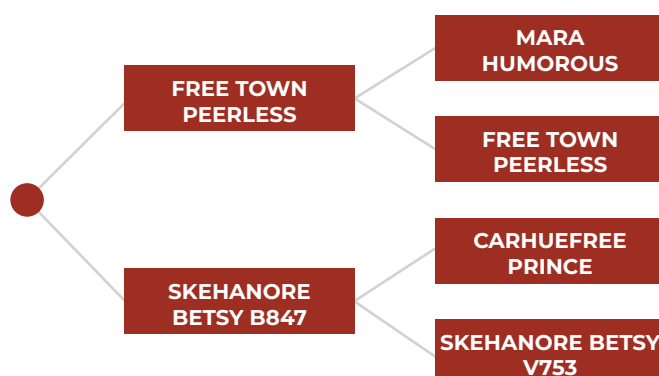 MARA
HUMOROUS
FREE TOWN
PEERLESS
FREE TOWN
PEERLESS
CARHUEFREE
PRINCE
SKEHANORE
BETSY B847
SKEHANORE BETSY
V753